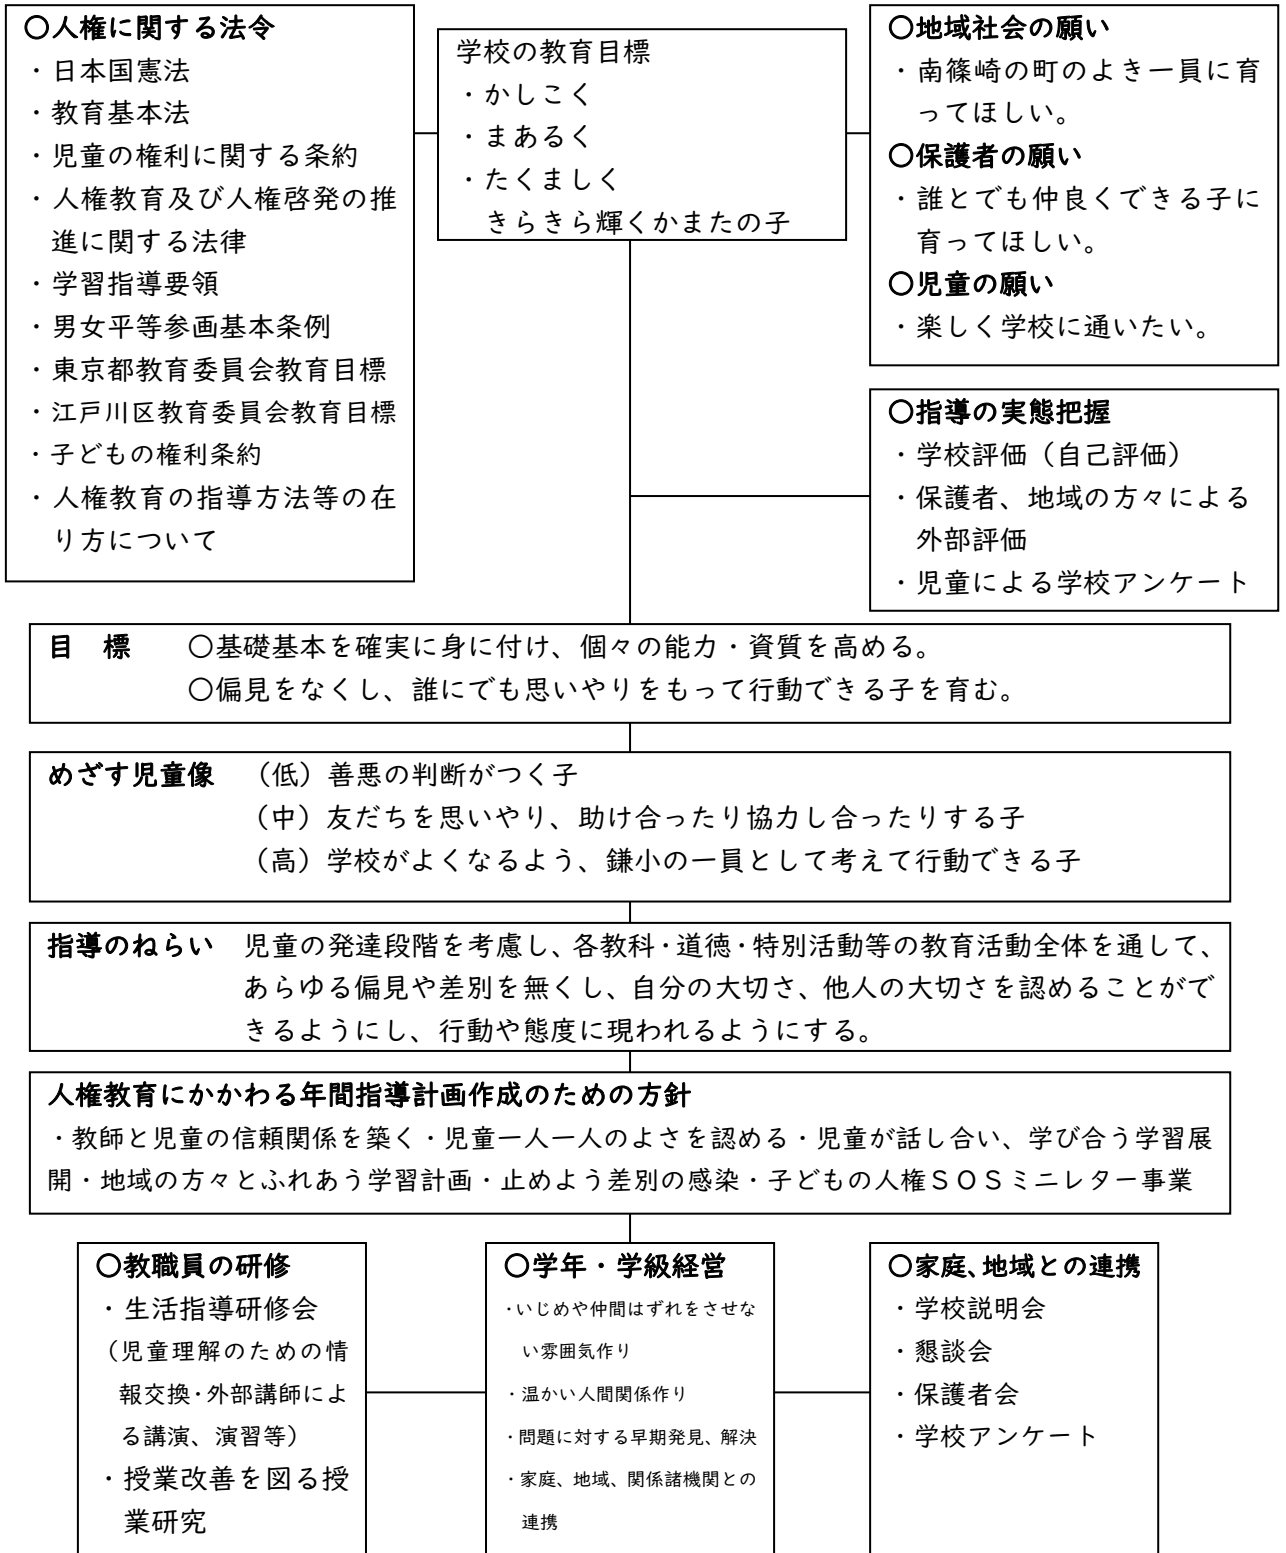 〇人権に関する法令
・日本国憲法
・教育基本法
・児童の権利に関する条約
・人権教育及び人権啓発の推
進に関する法律
・学習指導要領
・男女平等参画基本条例
・東京都教育委員会教育目標
・江戸川区教育委員会教育目標
・子どもの権利条約
・人権教育の指導方法等の在
り方について
学校の教育目標
・かしこく
・まあるく
・たくましく
きらきら輝くかまたの子
〇地域社会の願い
・南篠崎の町のよき一員に育
ってほしい。
〇保護者の願い
・誰とでも仲良くできる子に
育ってほしい。
〇児童の願い
・楽しく学校に通いたい。
〇指導の実態把握
・学校評価（自己評価）
・保護者、地域の方々による
外部評価
・児童による学校アンケート
目　標　　〇基礎基本を確実に身に付け、個々の能力・資質を高める。
〇偏見をなくし、誰にでも思いやりをもって行動できる子を育む。
めざす児童像　（低）善悪の判断がつく子
（中）友だちを思いやり、助け合ったり協力し合ったりする子
（高）学校がよくなるよう、鎌小の一員として考えて行動できる子
指導のねらい　児童の発達段階を考慮し、各教科・道徳・特別活動等の教育活動全体を通して、
あらゆる偏見や差別を無くし、自分の大切さ、他人の大切さを認めることがで
きるようにし、行動や態度に現われるようにする。
人権教育にかかわる年間指導計画作成のための方針
・教師と児童の信頼関係を築く・児童一人一人のよさを認める・児童が話し合い、学び合う学習展
開・地域の方々とふれあう学習計画・止めよう差別の感染・子どもの人権ＳＯＳミニレター事業
〇教職員の研修
・生活指導研修会
（児童理解のための情
報交換・外部講師によ
る講演、演習等）
・授業改善を図る授
業研究
〇学年・学級経営
・いじめや仲間はずれをさせな
い雰囲気作り
・温かい人間関係作り
・問題に対する早期発見、解決
・家庭、地域、関係諸機関との
連携
〇家庭、地域との連携
・学校説明会
・懇談会
・保護者会
・学校アンケート